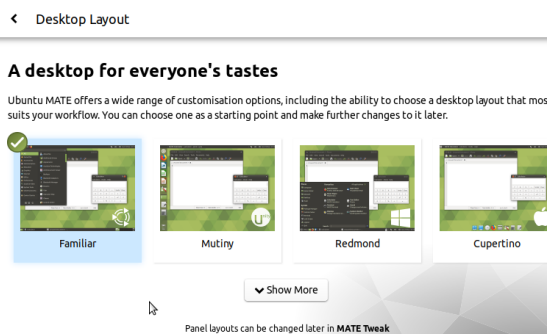 Desktop Layout
A desktop for everyone's tastes
Ubuntu MATE offers a wide range of customisation options, including the ability to choose a desktop layout that mos
suits your workflow. You can choose one as a starting point and make further changes to it later.
Familiar
Mutiny
Redmond
Cupertino
Show More
Panel layouts can be changed later in MATE Tweak